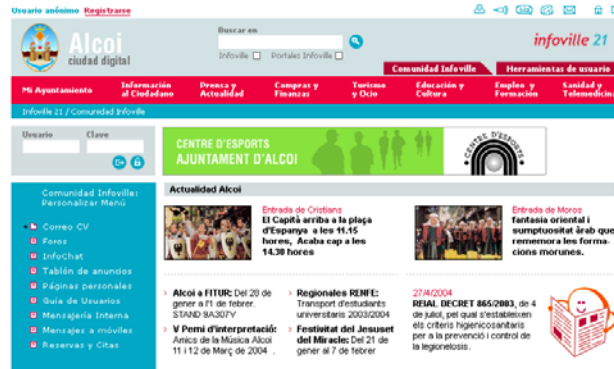 Usuario anónimo Registrarse
Alcoi
ciudad digital
Buscar en
Infoville
Portales Infoville
infoville 21
Comunidad Infoville
Herramientas de usuario
Mi Ayuntamiento
Información al Ciudadano
Prensa y Actualidad
Compras y Finanzas
Turismo y Ocio
Educación y Cultura
Empleo y Formación
Sanidad y Telemedicina
Infoville 21 / Comunidad Infoville
Usuario
Clave
CENTRE D'ESPORTS
AJUNTAMENT D'ALCOI
CENTRE D'ESPORTS
Comunidad Infoville:
Personalizar Menú
Correo CV
Foros
InfoChat
Tablón de anuncios
Páginas personales
Guía de Usuarios
Mensajería Interna
Mensajes a móviles
Reservas y Citas
Actualidad Alcoi
Entrada de Cristians
El Capità arriba a la plaça
d'Espanya a les 11.15
hores, Acaba cap a les
14.30 hores
Entrada de Moros
fantasia oriental i
sumptuositat àrab que
rememora les forma-
cions morunes.
Alcoi a FITUR: Del 28 de
gener a l'1 de febrer.
STAND 9A307V
V Permi d'interpretació:
Amics de la Música Alcoi
11 i 12 de Març de 2004 .
Regionales RENFE:
Transport d'estudiants
universitaris 2003/2004
Festivitat del Jesuset
del Miracle: Del 21 de
gener al 7 de febrer
27/4/2004
REIAL DECRET 865/2003, de 4
de juliol, pel qual s'estableixen
els criteris higienicosanitaris
per a la prevenció i control de
la legionelosis.